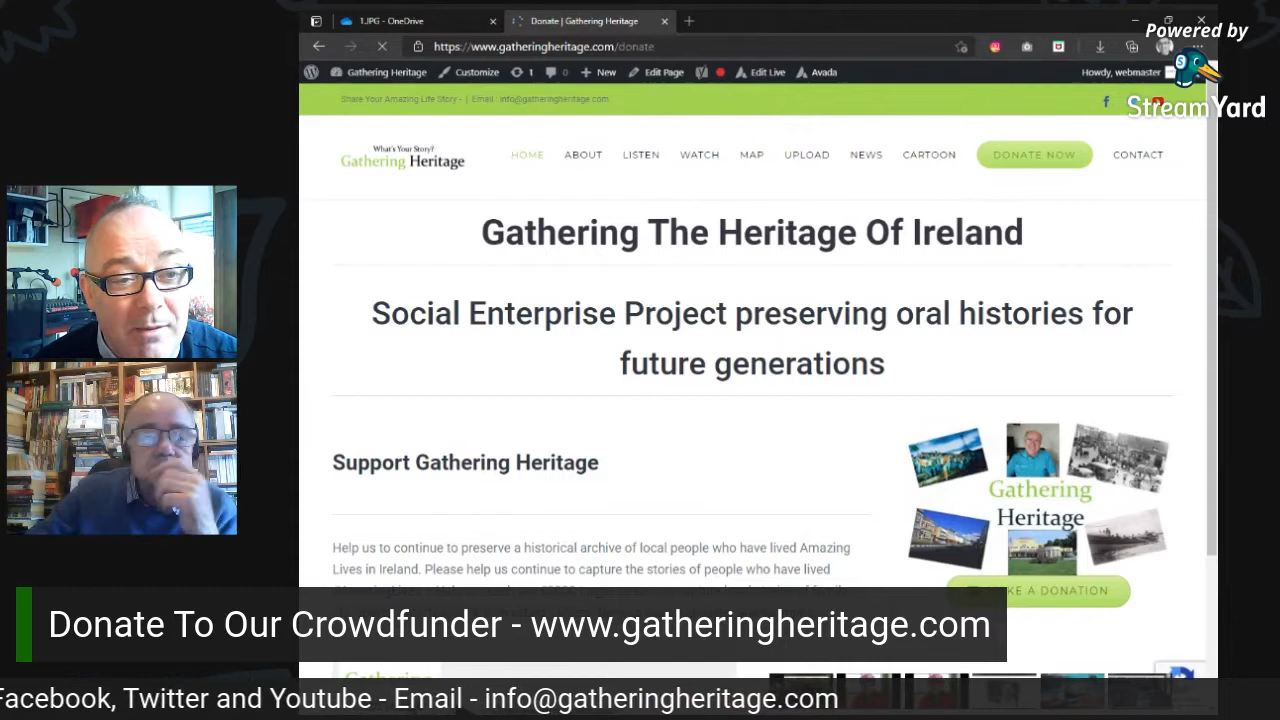 1.JPG - OneDrive
Donate | Gathering Heritage
Powered by
https://www.gatheringheritage.com/donate
Gathering Heritage Customize 1 0 New Edit Page Edit Live Avada Howdy, webmaster
StreamYard
Share Your Amazing Life Story - | Email : info@gatheringheritage.com
What's Your Story?
Gathering Heritage
HOME ABOUT LISTEN WATCH MAP UPLOAD NEWS CARTOON DONATE NOW CONTACT
Gathering The Heritage Of Ireland
Social Enterprise Project preserving oral histories for
future generations
Support Gathering Heritage
Gathering
Heritage
Help us to continue to preserve a historical archive of local people who have lived Amazing
Lives in Ireland. Please help us continue to capture the stories of people who have lived
KE A DONATION
Donate To Our Crowdfunder - www.gatheringheritage.com
Gathering
Facebook, Twitter and Youtube - Email - info@gatheringheritage.com